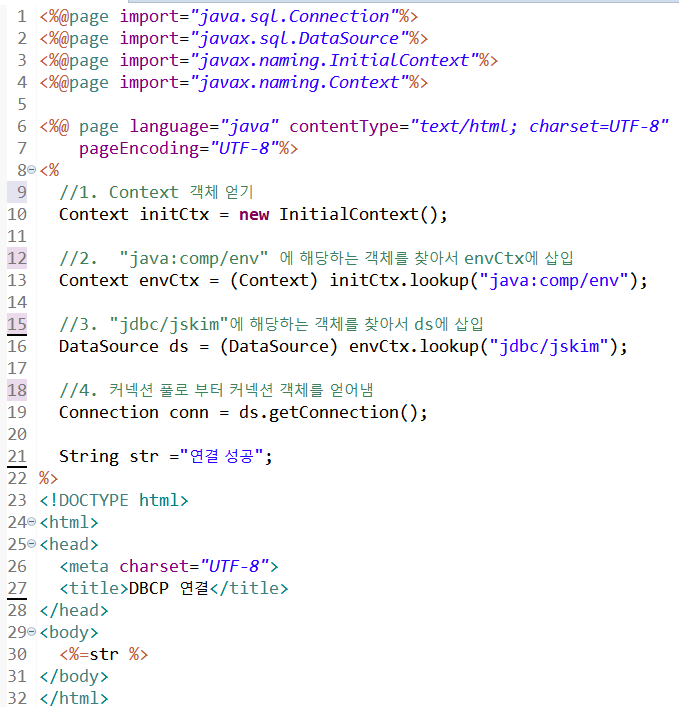 1 <%@page import="java.sql.Connection"%>
2 <%@page import="javax.sql.DataSource"%>
3 <%@page import="javax.naming.InitialContext"%>
4 <%@page import="javax.naming.Context"%>
5
6 <%@ page language="java" contentType="text/html; charset=UTF-8"
7     pageEncoding="UTF-8"%>
8 <%
9   //1. Context 객체 얻기
10   Context initCtx = new InitialContext();
11
12   //2.  "java:comp/env" 에 해당하는 객체를 찾아서 envCtx에 삽입
13   Context envCtx = (Context) initCtx.lookup("java:comp/env");
14
15   //3. "jdbc/jskim"에 해당하는 객체를 찾아서 ds에 삽입
16   DataSource ds = (DataSource) envCtx.lookup("jdbc/jskim");
17
18   //4. 커넥션 풀로 부터 커넥션 객체를 얻어냄
19   Connection conn = ds.getConnection();
20
21   String str ="연결 성공";
22 %>
23 <!DOCTYPE html>
24 <html>
25 <head>
26   <meta charset="UTF-8">
27   <title>DBCP 연결</title>
28 </head>
29 <body>
30   <%=str %>
31 </body>
32 </html>